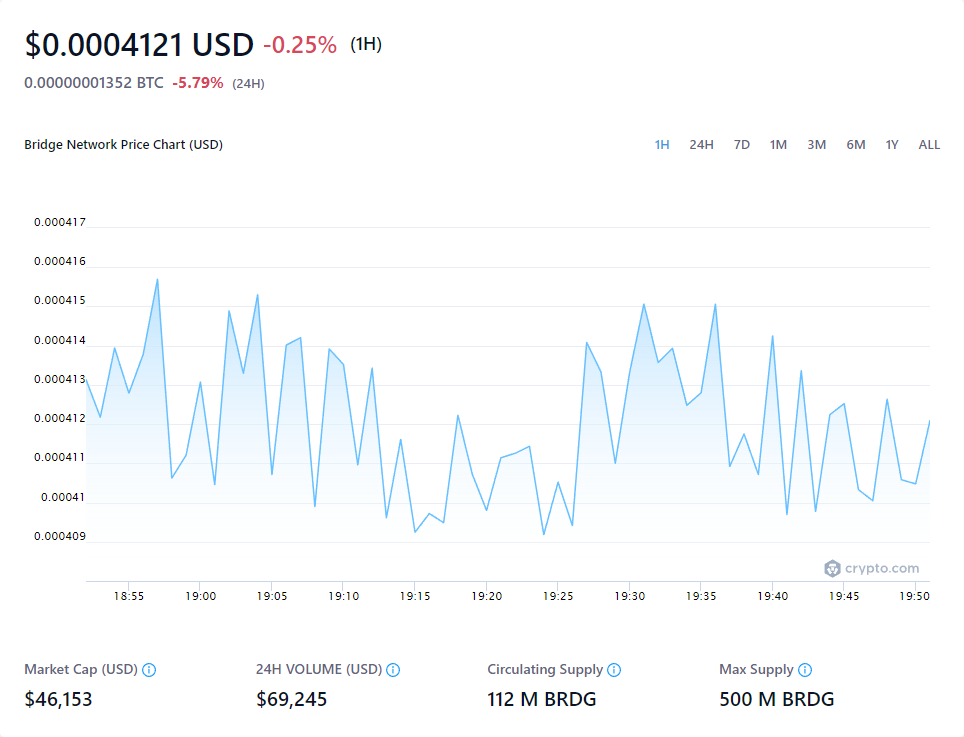 $0.0004121 USD -0.25% (1H)
0.00000001352 BTC -5.79% (24H)
Bridge Network Price Chart (USD) 1H 24H 7D 1M 3M 6M 1Y ALL
0.000417
0.000416
0.000415
0.000414
0.000413
0.000412
0.000411
0.00041
0.000409
crypto.com
18:55 19:00 19:05 19:10 19:15 19:20 19:25 19:30 19:35 19:40 19:45 19:50
Market Cap (USD) 24H VOLUME (USD) Circulating Supply Max Supply
$46,153 $69,245 112 M BRDG 500 M BRDG